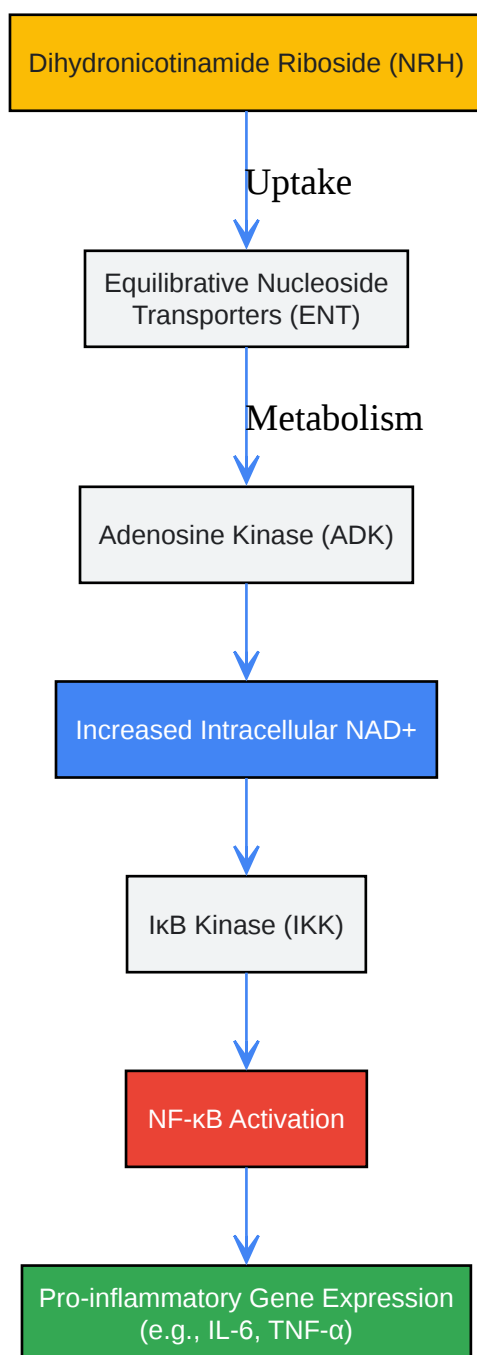 Dihydronicotinamide Riboside (NRH)
Uptake
Equilibrative Nucleoside
Transporters (ENT)
Metabolism
Adenosine Kinase (ADK)
Increased Intracellular NAD+
IκB Kinase (IKK)
NF-κB Activation
Pro-inflammatory Gene Expression
(e.g., IL-6, TNF-α)